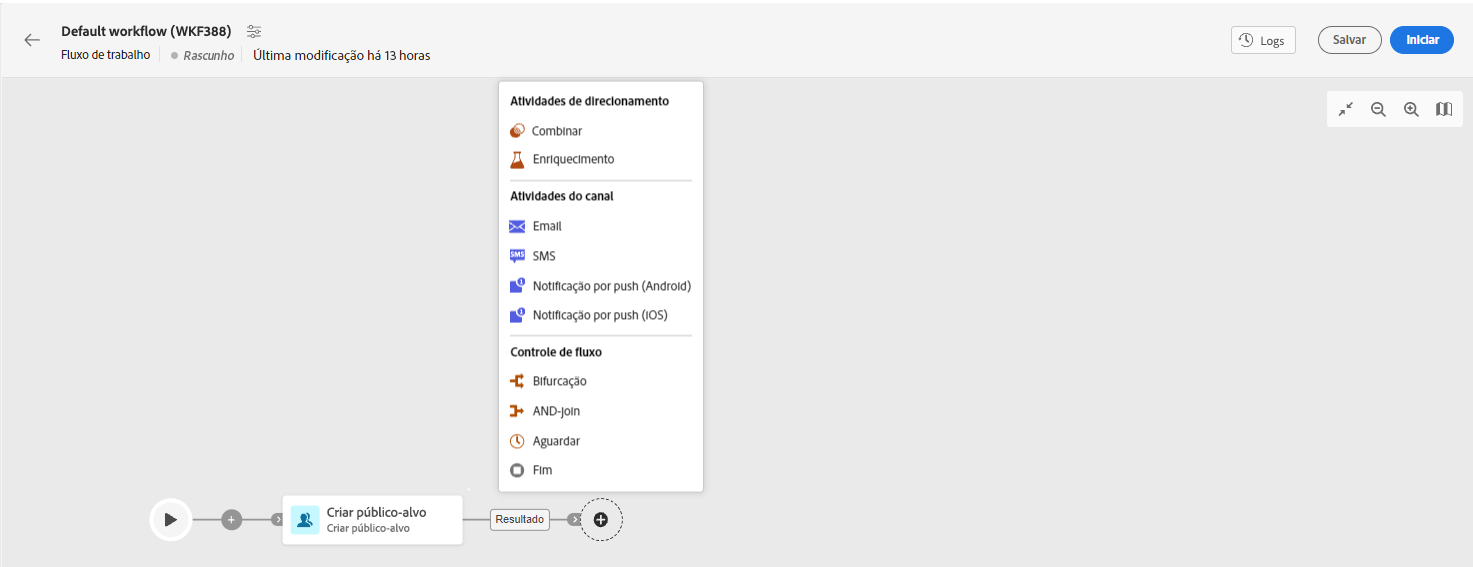 Default workflow (WKF388)
Fluxo de trabalho
Rascunho
Última modificação há 13 horas
Logs
Salvar
Iniciar
Atividades de direcionamento
Combinar
Enriquecimento
Atividades do canal
Email
SMS
SMS
Notificação por push (Android)
Notificação por push (iOS)
Controle de fluxo
Bifurcação
AND-join
Aguardar
Fim
Criar público-alvo
Criar público-alvo
Resultado